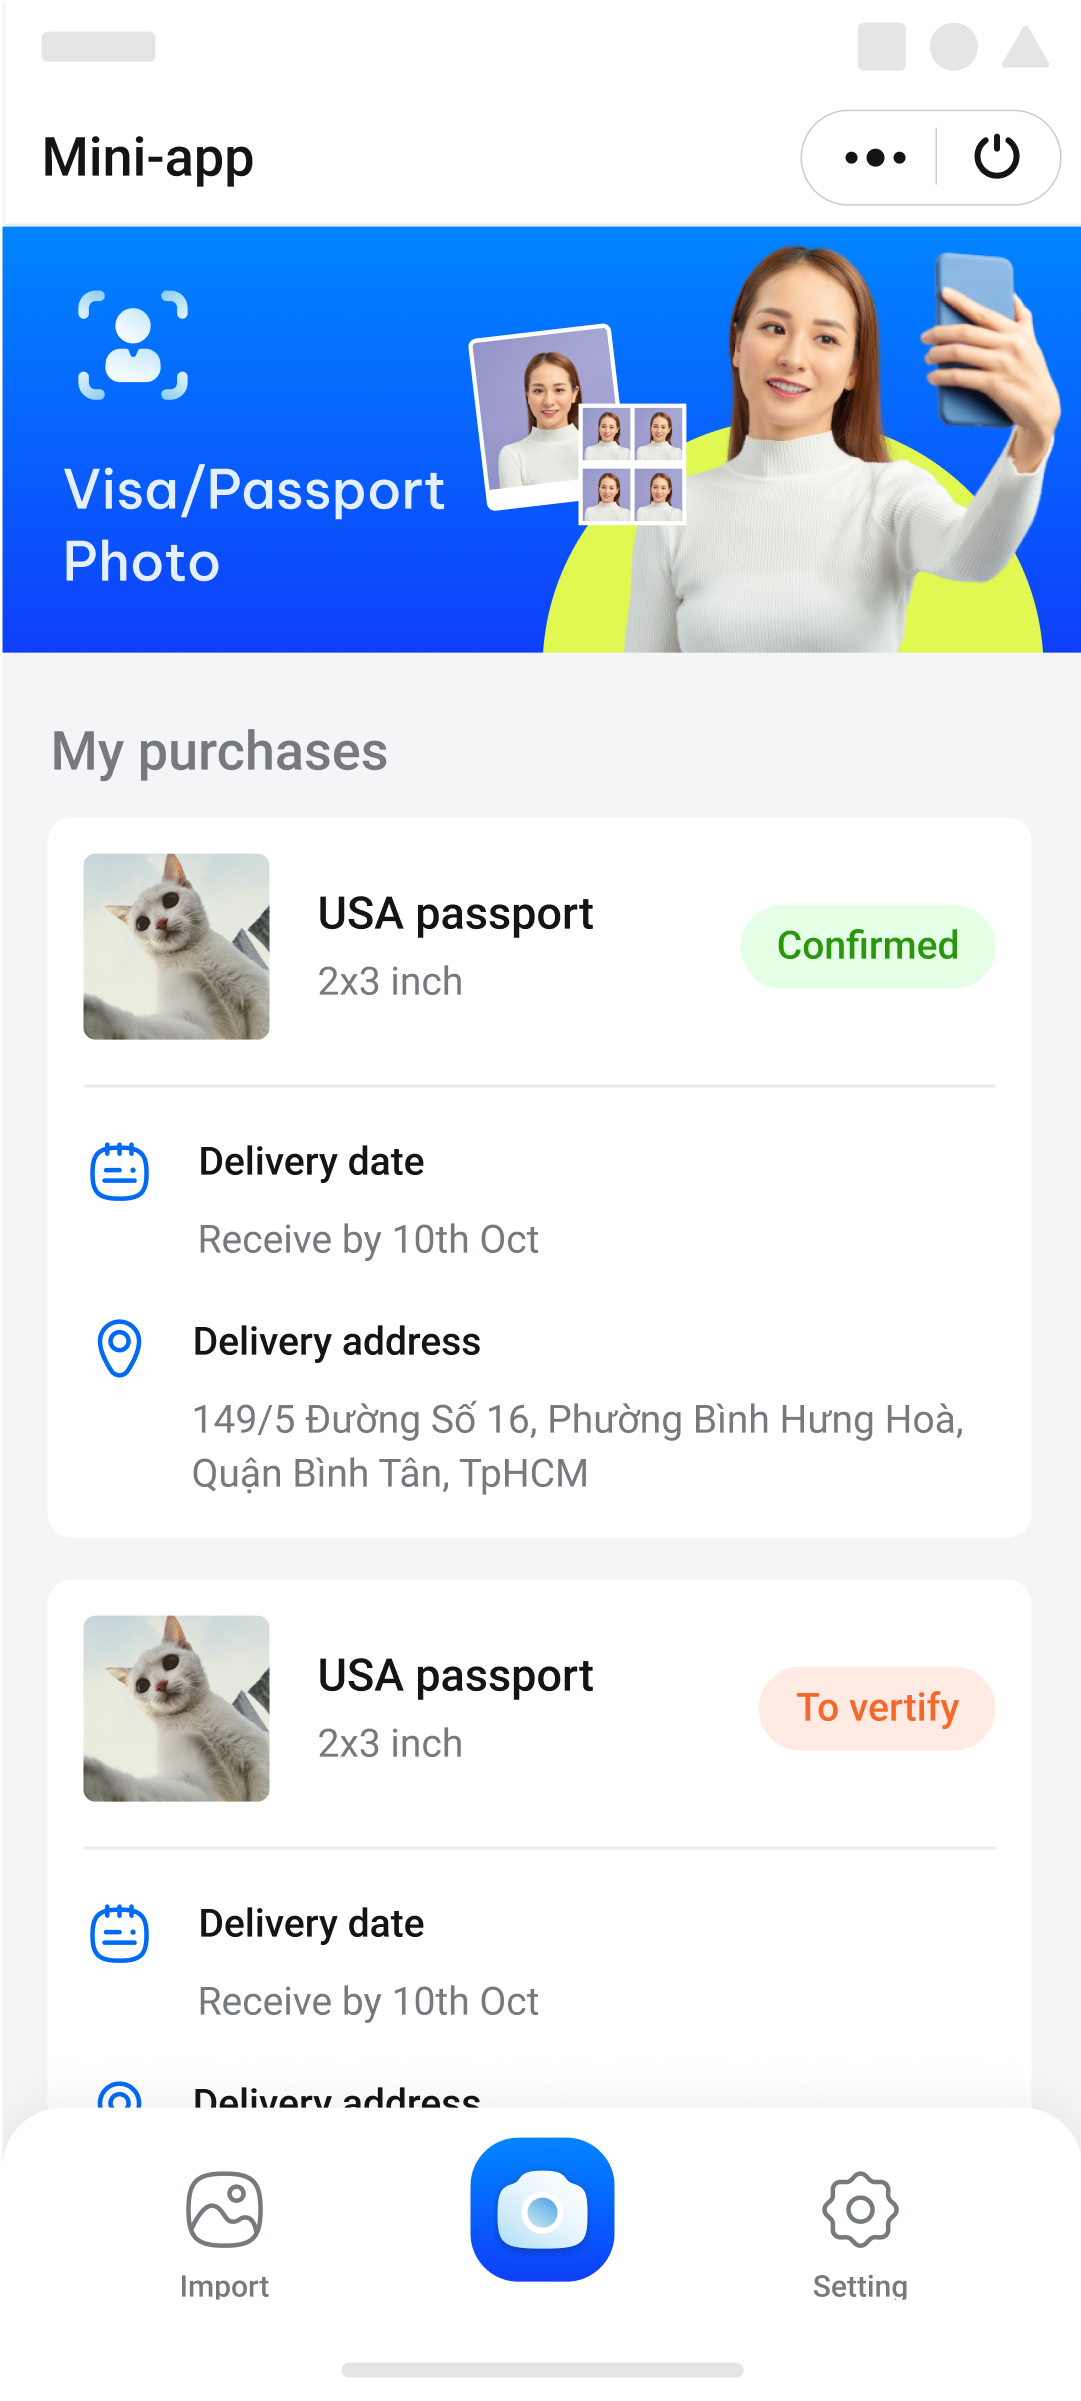 Mini-app
Visa/Passport
Photo
My purchases
USA passport
2x3 inch
Confirmed
Delivery date
Receive by 10th Oct
Delivery address
149/5 Đường Số 16, Phường Bình Hưng Hoà,
Quận Bình Tân, TpHCM
USA passport
2x3 inch
To vertify
Delivery date
Receive by 10th Oct
Delivery address
Import
Setting